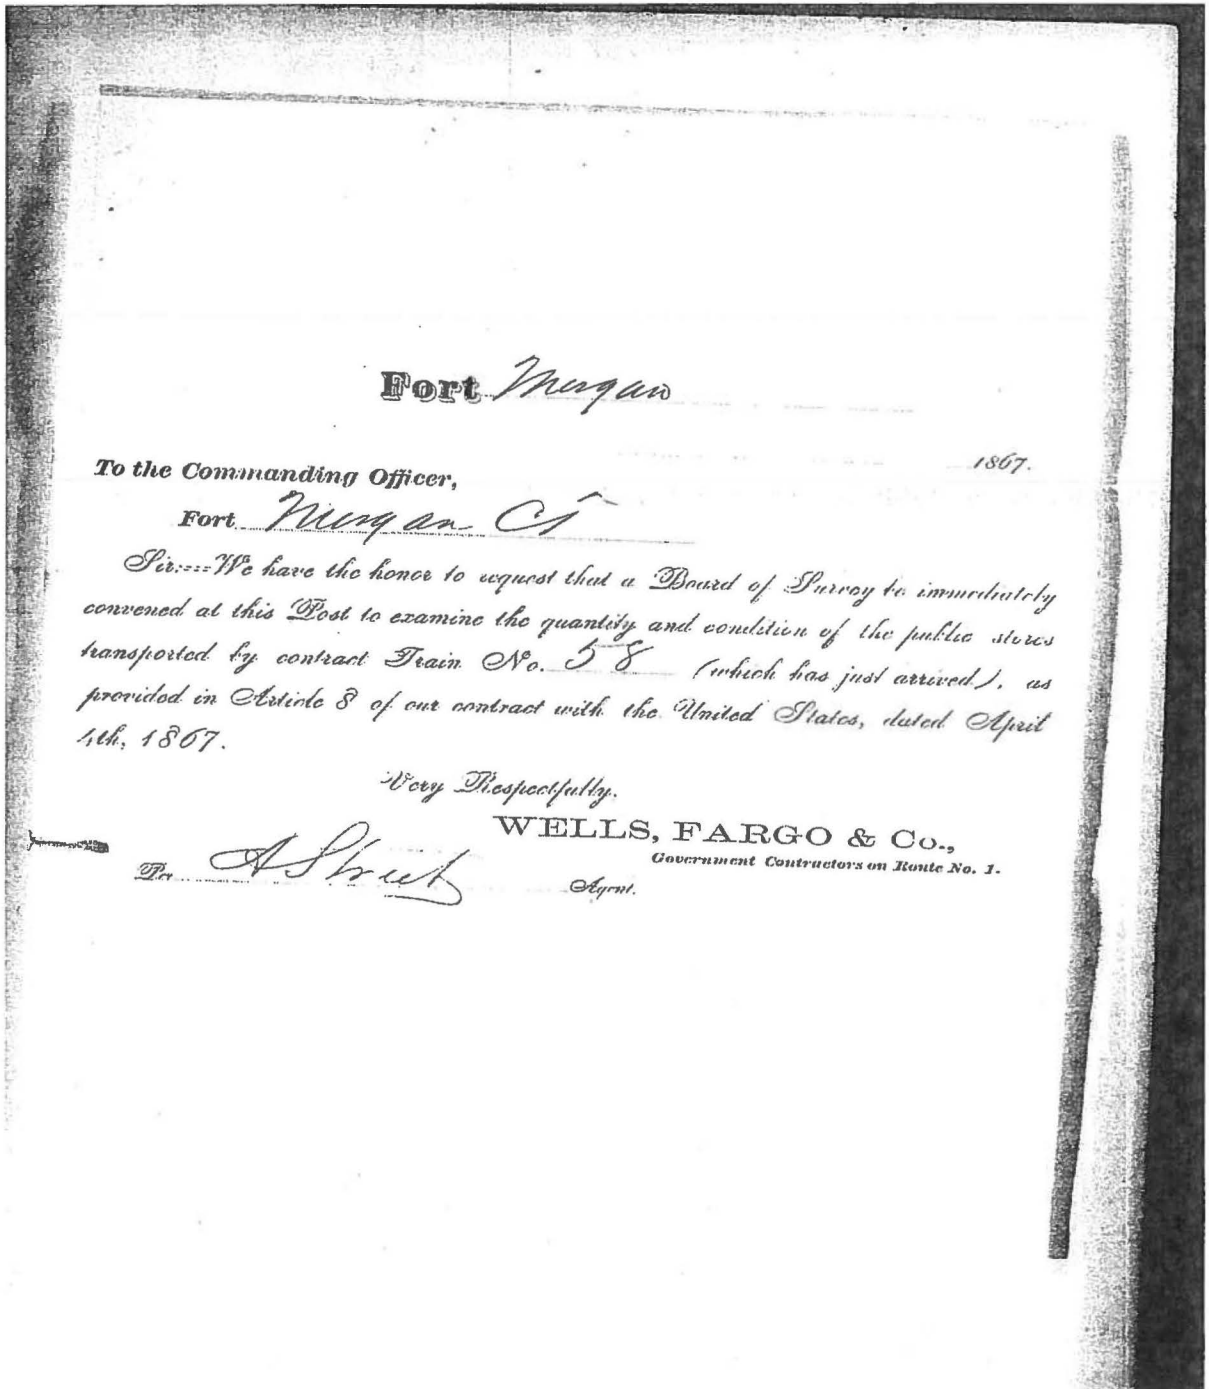 Fort Morgan
1867.
To the Commanding Officer,
Fort Morgan CT
Sir:---We have the honor to request that a Board of Survey be immediately
convened at this Post to examine the quantity and condition of the public stores
transported by contract Train No. 58 (which has just arrived), as
provided in Article 8 of our contract with the United States, dated April
4th, 1867.
Very Respectfully,
WELLS, FARGO & Co.,
Government Contractors on Route No. 1.
Per A Street
Agent.